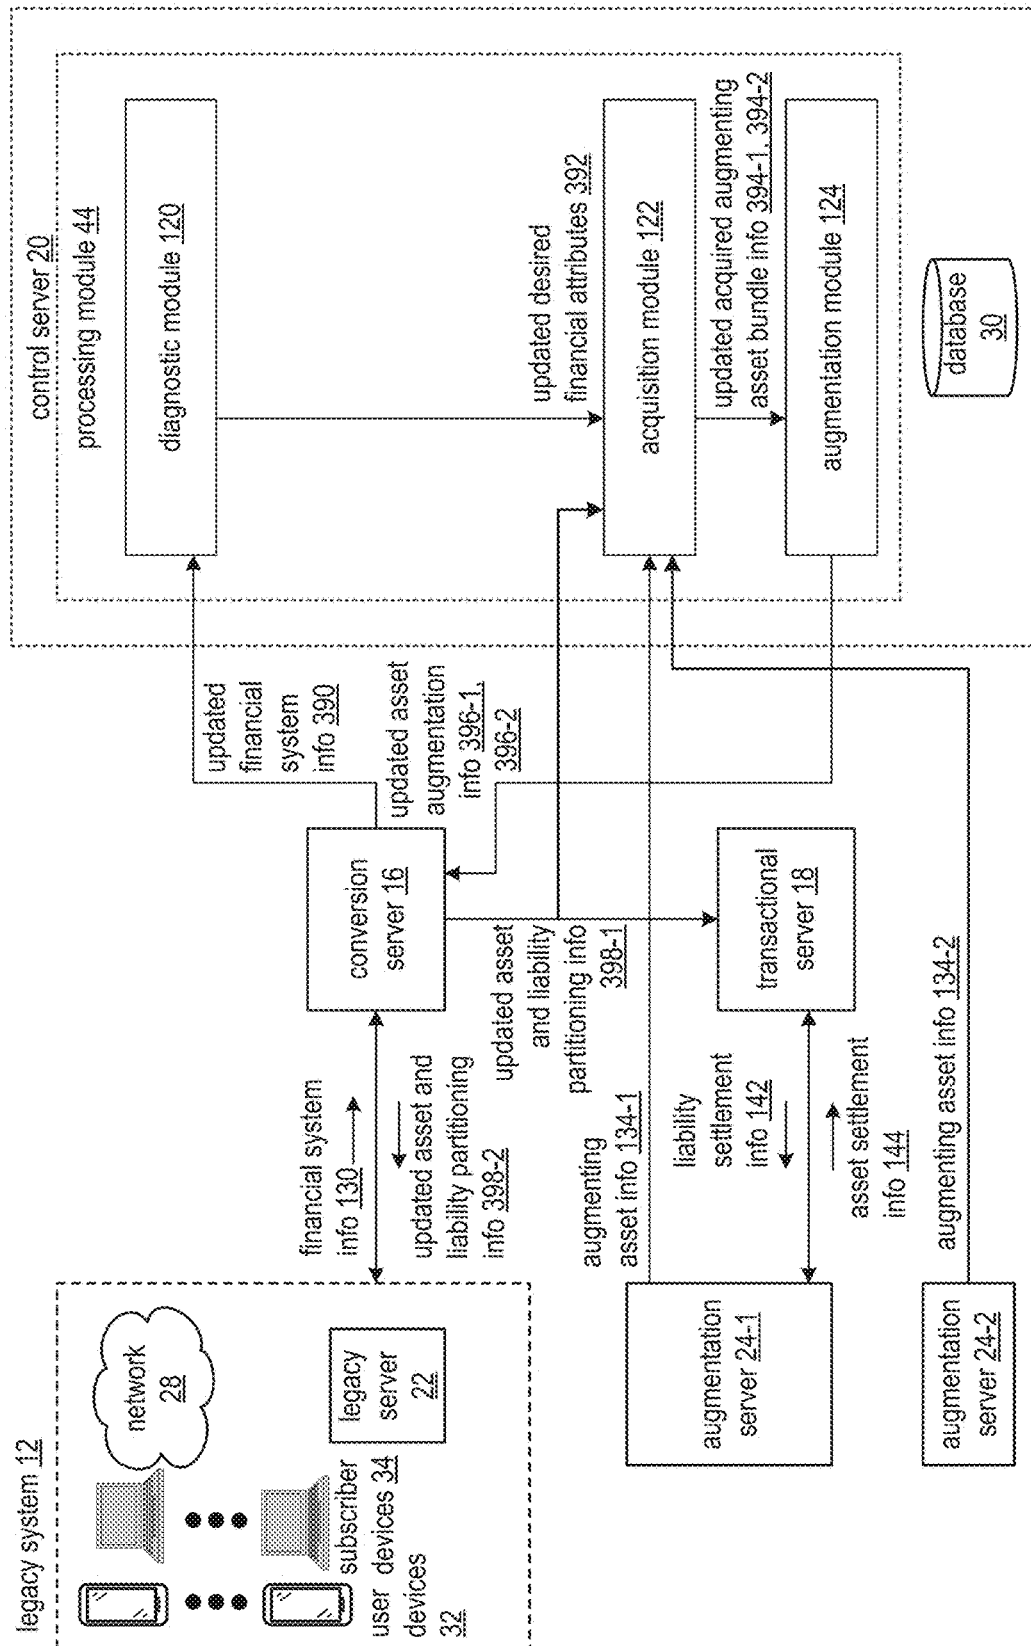 legacy system 12
network
28
legacy
server
22
subscriber
devices 34
user
devices
32
financial system
info 130
updated asset and
liability partitioning
info 398-2
conversion
server 16
updated
financial
system
info 390
updated asset
augmentation
info 396-1,
396-2
updated asset
and liability
partitioning info
398-1
augmenting
asset info 134-1
liability
settlement
info 142
asset settlement
info 144
transactional
server 18
augmentation
server 24-1
augmentation
server 24-2
augmenting asset info 134-2
control server 20
processing module 44
diagnostic module 120
updated desired
financial attributes 392
acquisition module 122
updated acquired augmenting
asset bundle info 394-1, 394-2
augmentation module 124
database
30